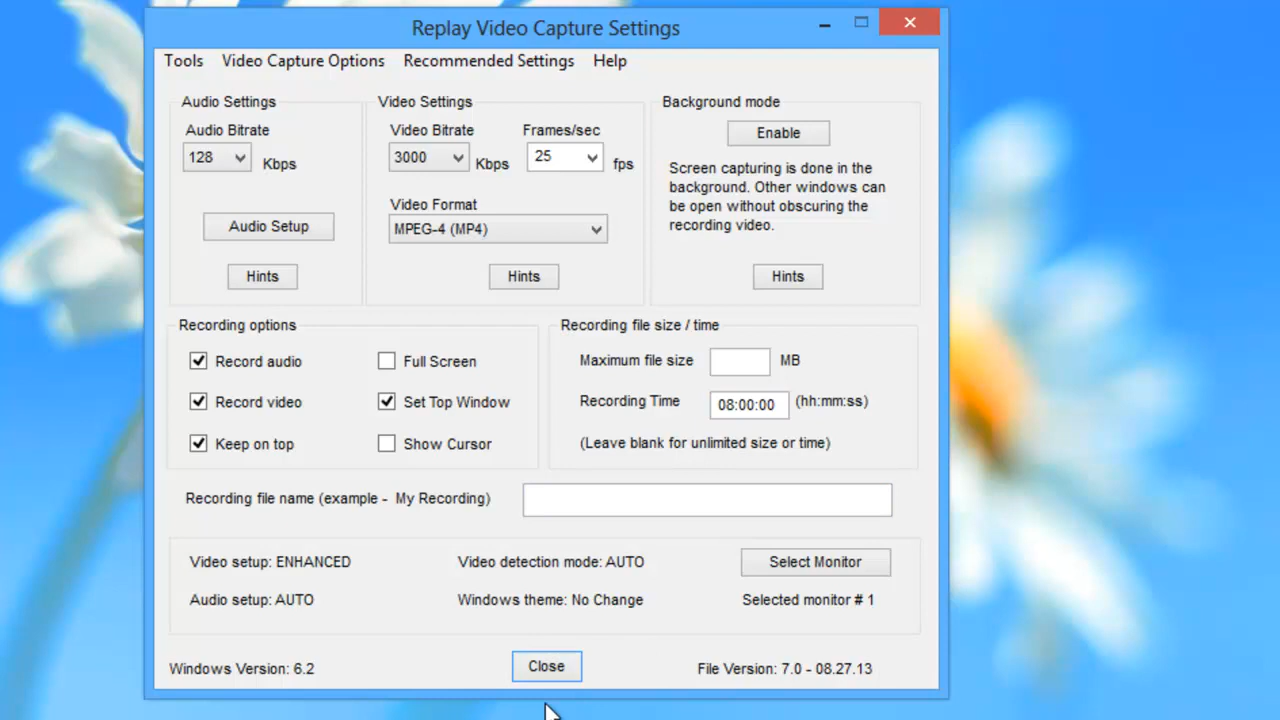 Replay Video Capture Settings
Tools Video Capture Options Recommended Settings Help
Audio Settings
Audio Bitrate
128 Kbps
Audio Setup
Hints
Video Settings
Video Bitrate Frames/sec
3000 Kbps 25 fps
Video Format
MPEG-4 (MP4)
Hints
Background mode
Enable
Screen capturing is done in the
background. Other windows can
be open without obscuring the
recording video.
Hints
Recording options
Record audio Full Screen
Record video Set Top Window
Keep on top Show Cursor
Recording file size / time
Maximum file size MB
Recording Time 08:00:00 (hh:mm:ss)
(Leave blank for unlimited size or time)
Recording file name (example - My Recording)
Video setup: ENHANCED Video detection mode: AUTO Select Monitor
Audio setup: AUTO Windows theme: No Change Selected monitor # 1
Windows Version: 6.2 Close File Version: 7.0 - 08.27.13